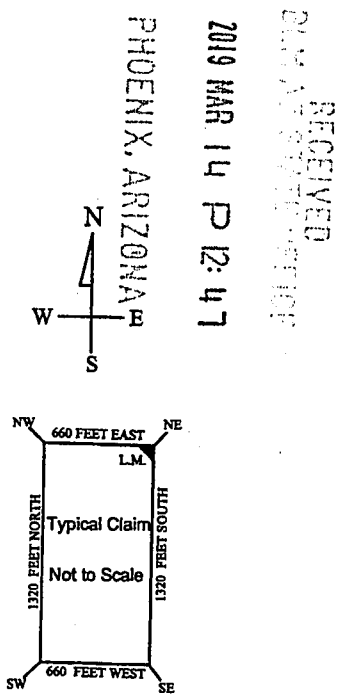 RECEIVED
2019 MAR 14 P 12:47
PHOENIX, ARIZONA
N
W E
S
NW NE
660 FEET EAST
L.M.
1320 FEET NORTH
Typical Claim
Not to Scale
1320 FEET SOUTH
660 FEET WEST
SW SE